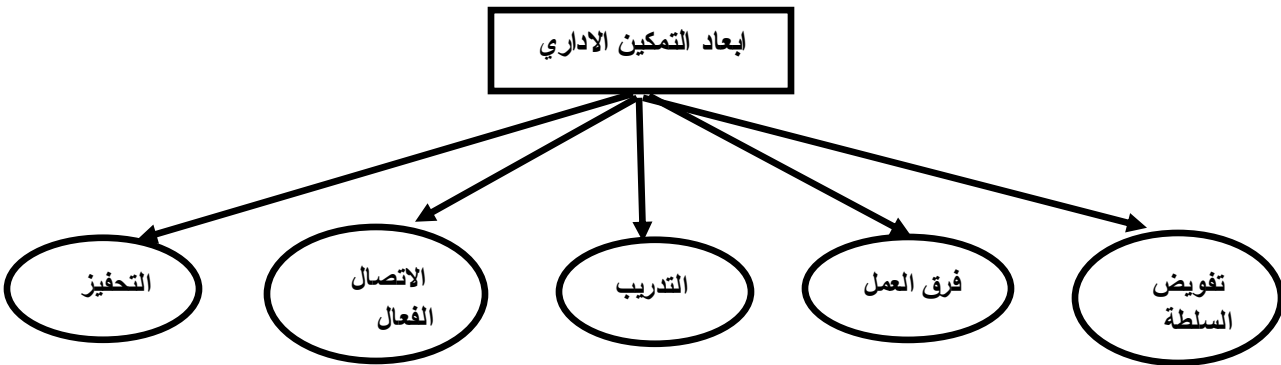 ابعاد التمكين الاداري
تفويض
السلطة
فرق العمل
التدريب
الاتصال
الفعال
التحفيز